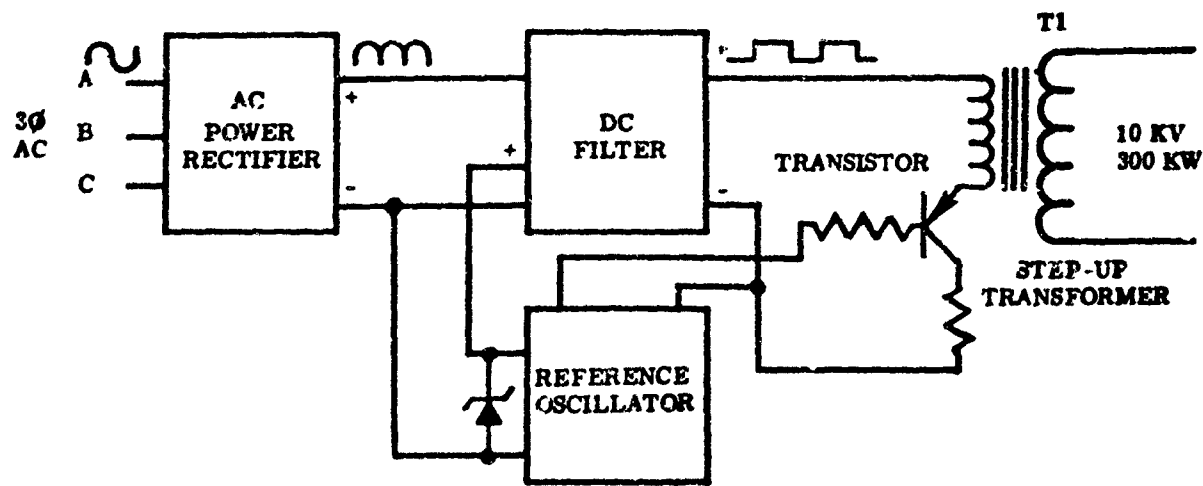 T1
A
3Ø
AC
B
C
AC
POWER
RECTIFIER
+
-
+
DC
FILTER
+
-
TRANSISTOR
10 KV
300 KW
STEP-UP
TRANSFORMER
REFERENCE
OSCILLATOR